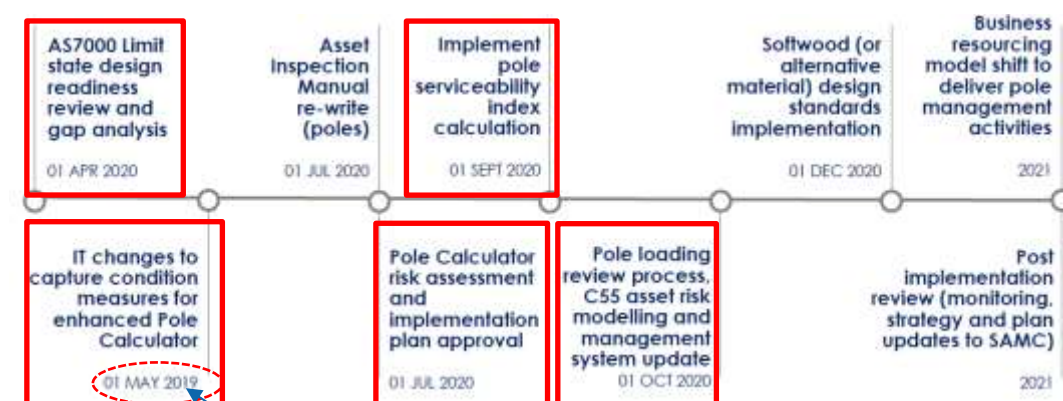 AS7000 Limit
state design
readiness
review and
gap analysis
01 APR 2020
Asset
Inspection
Manual
re-write
(poles)
01 JUL 2020
Implement
pole
serviceability
index
calculation
01 SEPT 2020
Softwood (or
alternative
material) design
standards
implementation
01 DEC 2020
Business
resourcing
model shift to
deliver pole
management
activities
2021
IT changes to
capture condition
measures for
enhanced Pole
Calculator
01 MAY 2019
Pole Calculator
risk assessment
and
implementation
plan approval
01 JUL 2020
Pole loading
review process,
C55 asset risk
modelling and
management
system update
01 OCT 2020
Post
implementation
review (monitoring,
strategy and plan
updates to SAMC)
2021